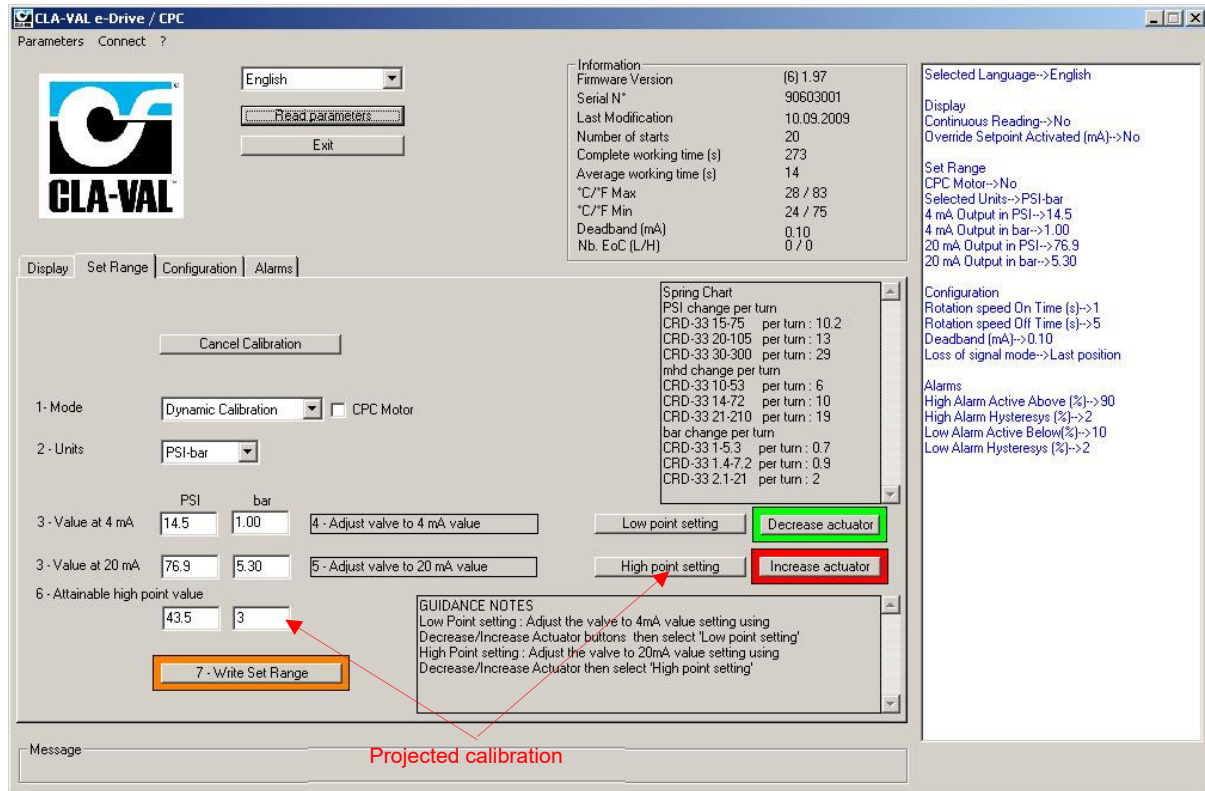 CLA-VAL e-Drive / CPC
Parameters Connect ?
CLA-VAL
English
Read parameters
Exit
Information
Firmware Version (6) 1.97
Serial N° 90603001
Last Modification 10.09.2009
Number of starts 20
Complete working time (s) 273
Average working time (s) 14
°C/°F Max 28 / 83
°C/°F Min 24 / 75
Deadband (mA) 0.10
Nb. EoC (L/H) 0 / 0
Selected Language-->English
Display
Continuous Reading-->No
Override Setpoint Activated (mA)-->No
Set Range
CPC Motor-->No
Selected Units-->PSI-bar
4 mA Output in PSI-->14.5
4 mA Output in bar-->1.00
20 mA Output in PSI-->76.9
20 mA Output in bar-->5.30
Configuration
Rotation speed On Time (s)-->1
Rotation speed Off Time (s)-->5
Deadband (mA)-->0.10
Loss of signal mode-->Last position
Alarms
High Alarm Active Above (%)-->90
High Alarm Hysteresys (%)-->2
Low Alarm Active Below(%)-->10
Low Alarm Hysteresys (%)-->2
Display Set Range Configuration Alarms
Cancel Calibration
1- Mode Dynamic Calibration CPC Motor
2 - Units PSI-bar
Spring Chart
PSI change per turn
CRD-33 15-75 per turn : 10.2
CRD-33 20-105 per turn : 13
CRD-33 30-300 per turn : 29
mhd change per turn
CRD-33 10-53 per turn : 6
CRD-33 14-72 per turn : 10
CRD-33 21-210 per turn : 19
bar change per turn
CRD-33 1-5.3 per turn : 0.7
CRD-33 1.4-7.2 per turn : 0.9
CRD-33 2.1-21 per turn : 2
PSI bar
3 - Value at 4 mA 14.5 1.00 4 - Adjust valve to 4 mA value Low point setting Decrease actuator
3 - Value at 20 mA 76.9 5.30 5 - Adjust valve to 20 mA value High point setting Increase actuator
6 - Attainable high point value
43.5 3
7 - Write Set Range
GUIDANCE NOTES
Low Point setting : Adjust the valve to 4mA value setting using
Decrease/Increase Actuator buttons then select 'Low point setting'
High Point setting : Adjust the valve to 20mA value setting using
Decrease/Increase Actuator then select 'High point setting'
Projected calibration
Message